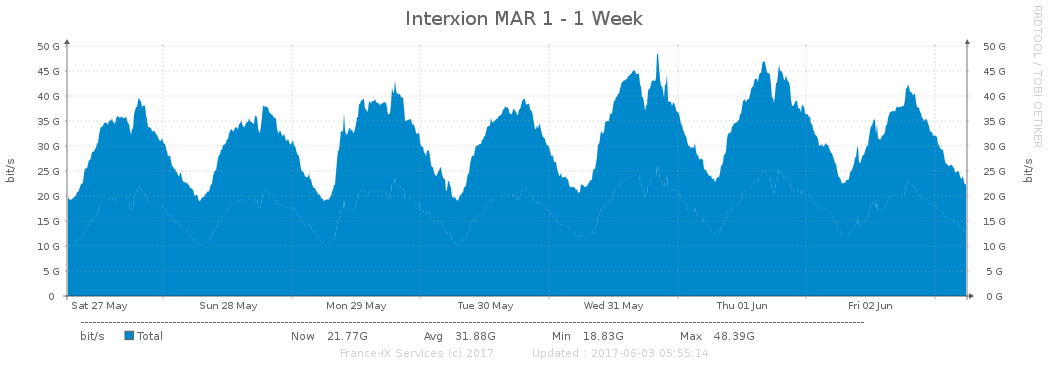 Interxion MAR 1 - 1 Week
RRDTOOL / TOBI OETIKER
bit/s
bit/s
50 G 50 G
45 G 45 G
40 G 40 G
35 G 35 G
30 G 30 G
25 G 25 G
20 G 20 G
15 G 15 G
10 G 10 G
5 G 5 G
0 0 G
Sat 27 May Sun 28 May Mon 29 May Tue 30 May Wed 31 May Thu 01 Jun Fri 02 Jun
bit/s Total Now 21.77G Avg 31.88G Min 18.83G Max 48.39G
France-IX Services (c) 2017 Updated : 2017-06-03 05:55:14